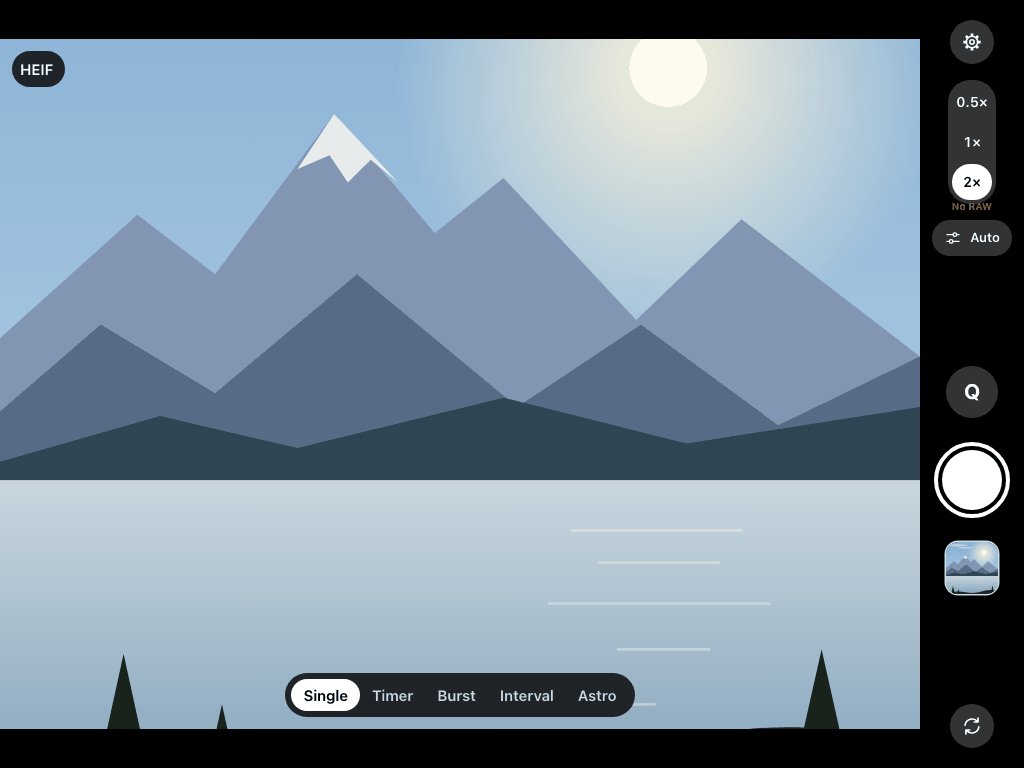 HEIF
0.5×
1×
2×
No RAW
Auto
Q
Single Timer Burst Interval Astro